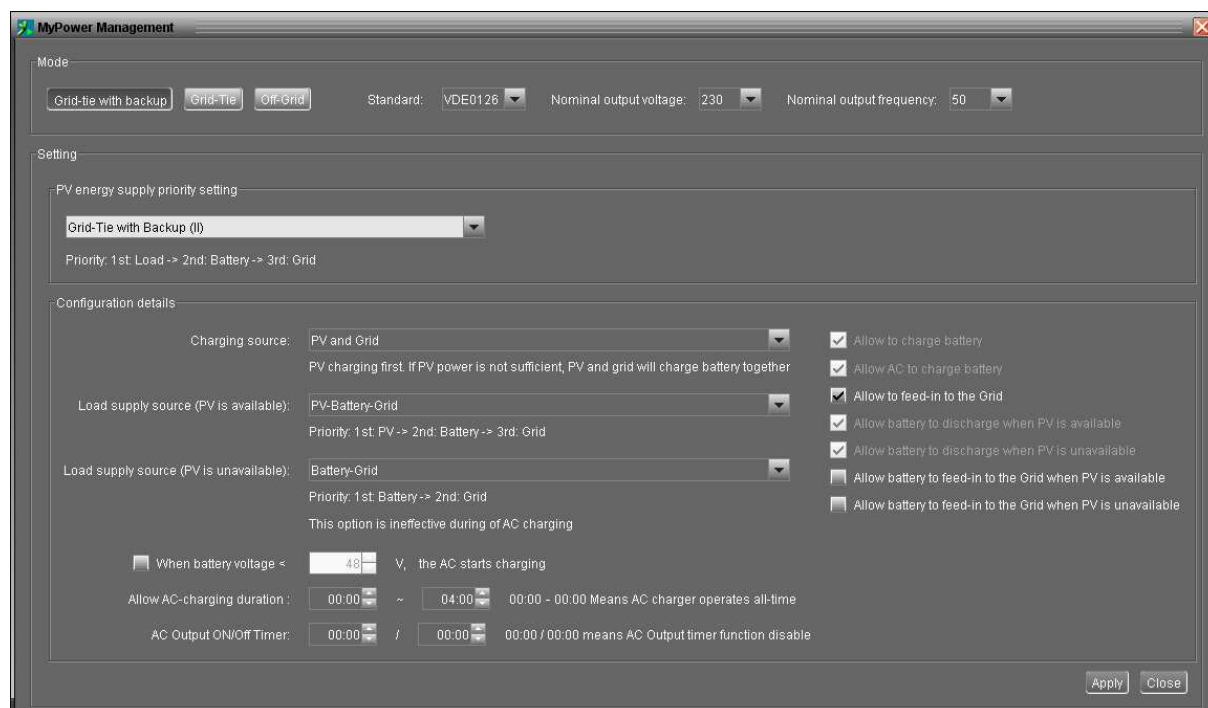 MyPower Management
Mode
Grid-tie with backup Grid-Tie Off-Grid Standard: VDE0126 Nominal output voltage: 230 Nominal output frequency: 50
Setting
PV energy supply priority setting
Grid-Tie with Backup (II)
Priority: 1st: Load -> 2nd: Battery -> 3rd: Grid
Configuration details
Charging source: PV and Grid
PV charging first. If PV power is not sufficient, PV and grid will charge battery together
Load supply source (PV is available): PV-Battery-Grid
Priority: 1st: PV -> 2nd: Battery -> 3rd: Grid
Load supply source (PV is unavailable): Battery-Grid
Priority: 1st: Battery -> 2nd: Grid
This option is ineffective during of AC charging
Allow to charge battery
Allow AC to charge battery
Allow to feed-in to the Grid
Allow battery to discharge when PV is available
Allow battery to discharge when PV is unavailable
Allow battery to feed-in to the Grid when PV is available
Allow battery to feed-in to the Grid when PV is unavailable
When battery voltage < 48 V, the AC starts charging
Allow AC-charging duration : 00:00 ~ 04:00 00:00 - 00:00 Means AC charger operates all-time
AC Output ON/Off Timer: 00:00 / 00:00 00:00 / 00:00 means AC Output timer function disable
Apply Close